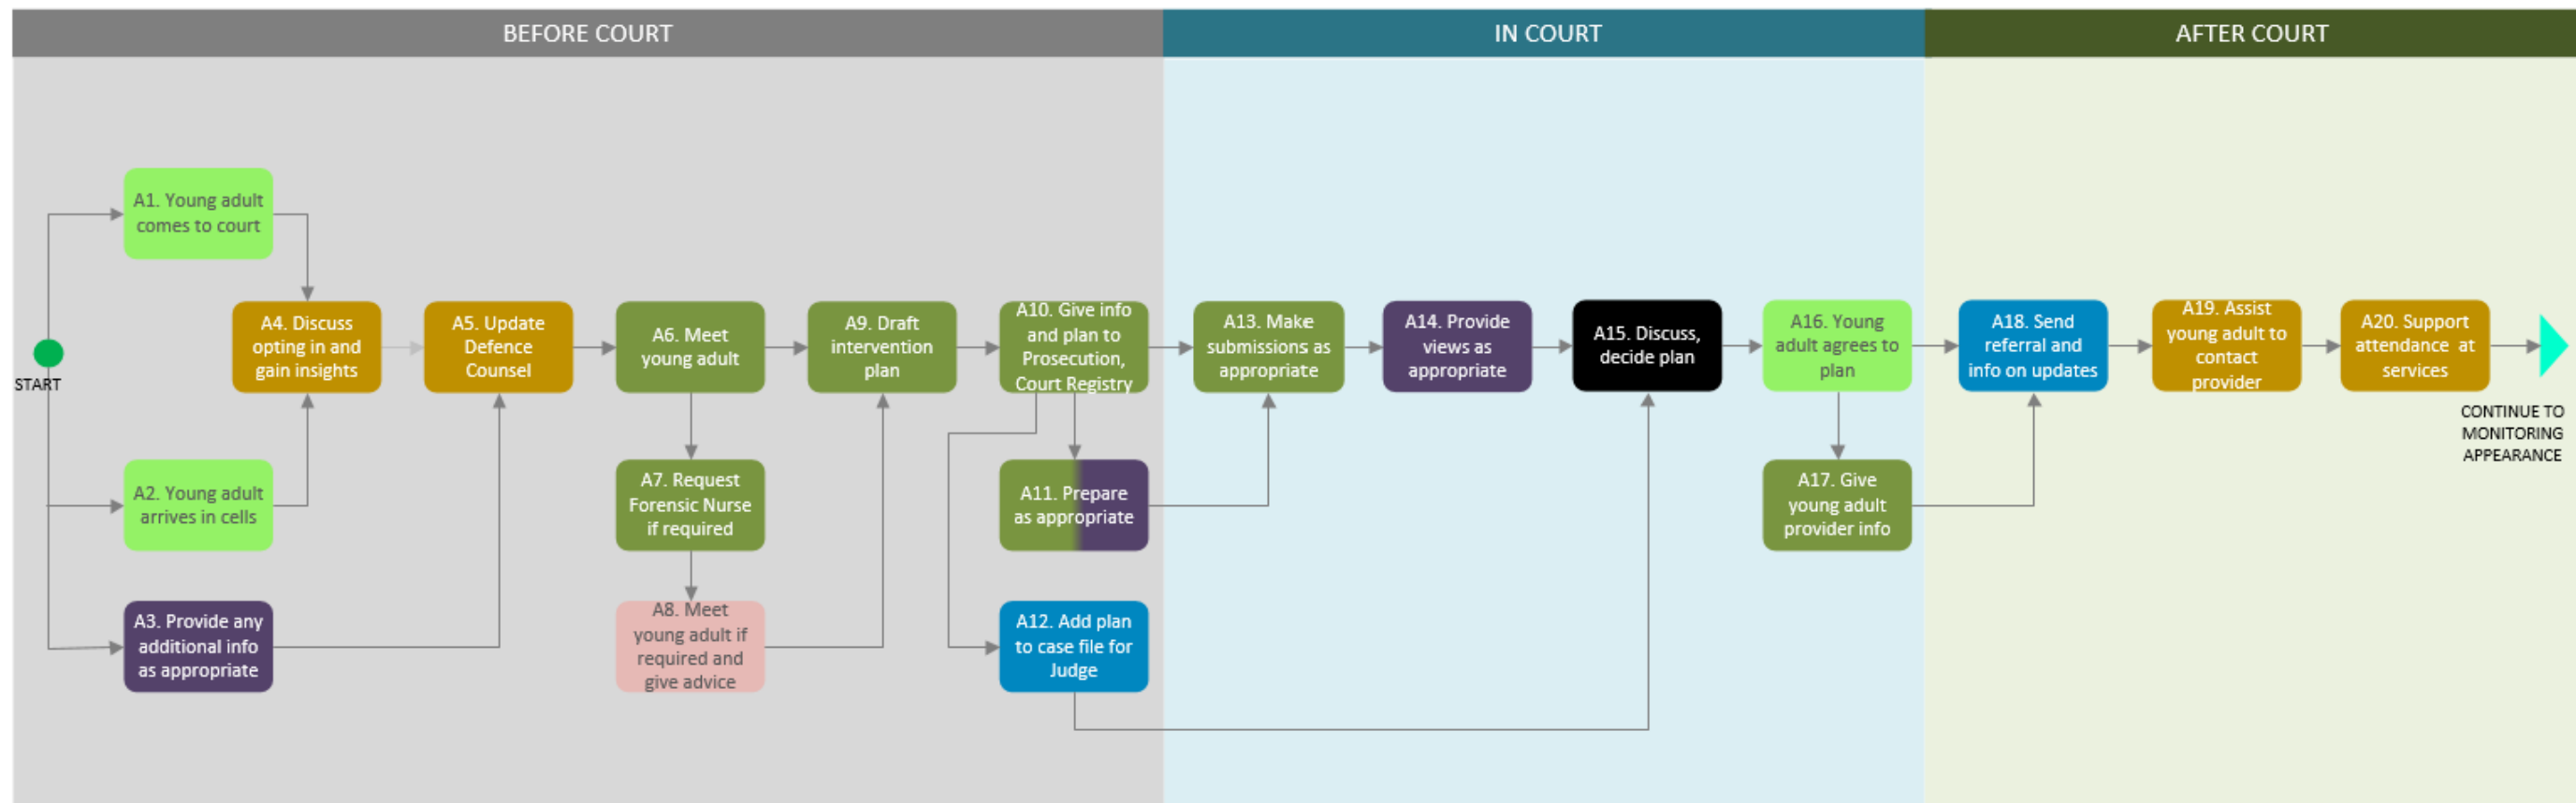 BEFORE COURT
IN COURT
AFTER COURT
START
A1. Young adult
comes to court
A2. Young adult
arrives in cells
A3. Provide any
additional info
as appropriate
A4. Discuss
opting in and
gain insights
A5. Update
Defence
Counsel
A6. Meet
young adult
A7. Request
Forensic Nurse
if required
A8. Meet
young adult if
required and
give advice
A9. Draft
intervention
plan
A10. Give info
and plan to
Prosecution,
Court Registry
A11. Prepare
as appropriate
A12. Add plan
to case file for
Judge
A13. Make
submissions as
appropriate
A14. Provide
views as
appropriate
A15. Discuss,
decide plan
A16. Young
adult agrees to
plan
A17. Give
young adult
provider info
A18. Send
referral and
info on updates
A19. Assist
young adult to
contact
provider
A20. Support
attendance at
services
CONTINUE TO
MONITORING
APPEARANCE